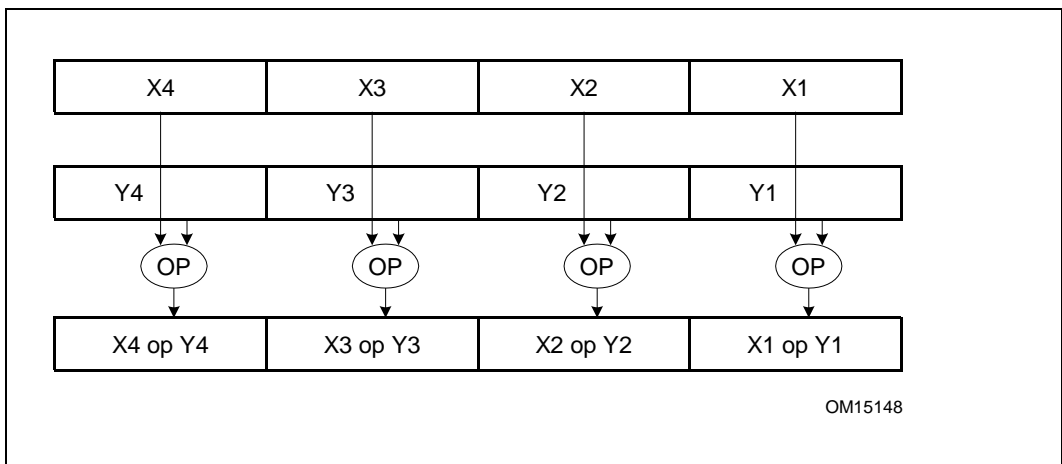 X4 X3 X2 X1
Y4 Y3 Y2 Y1
OP OP OP OP
X4 op Y4 X3 op Y3 X2 op Y2 X1 op Y1
OM15148